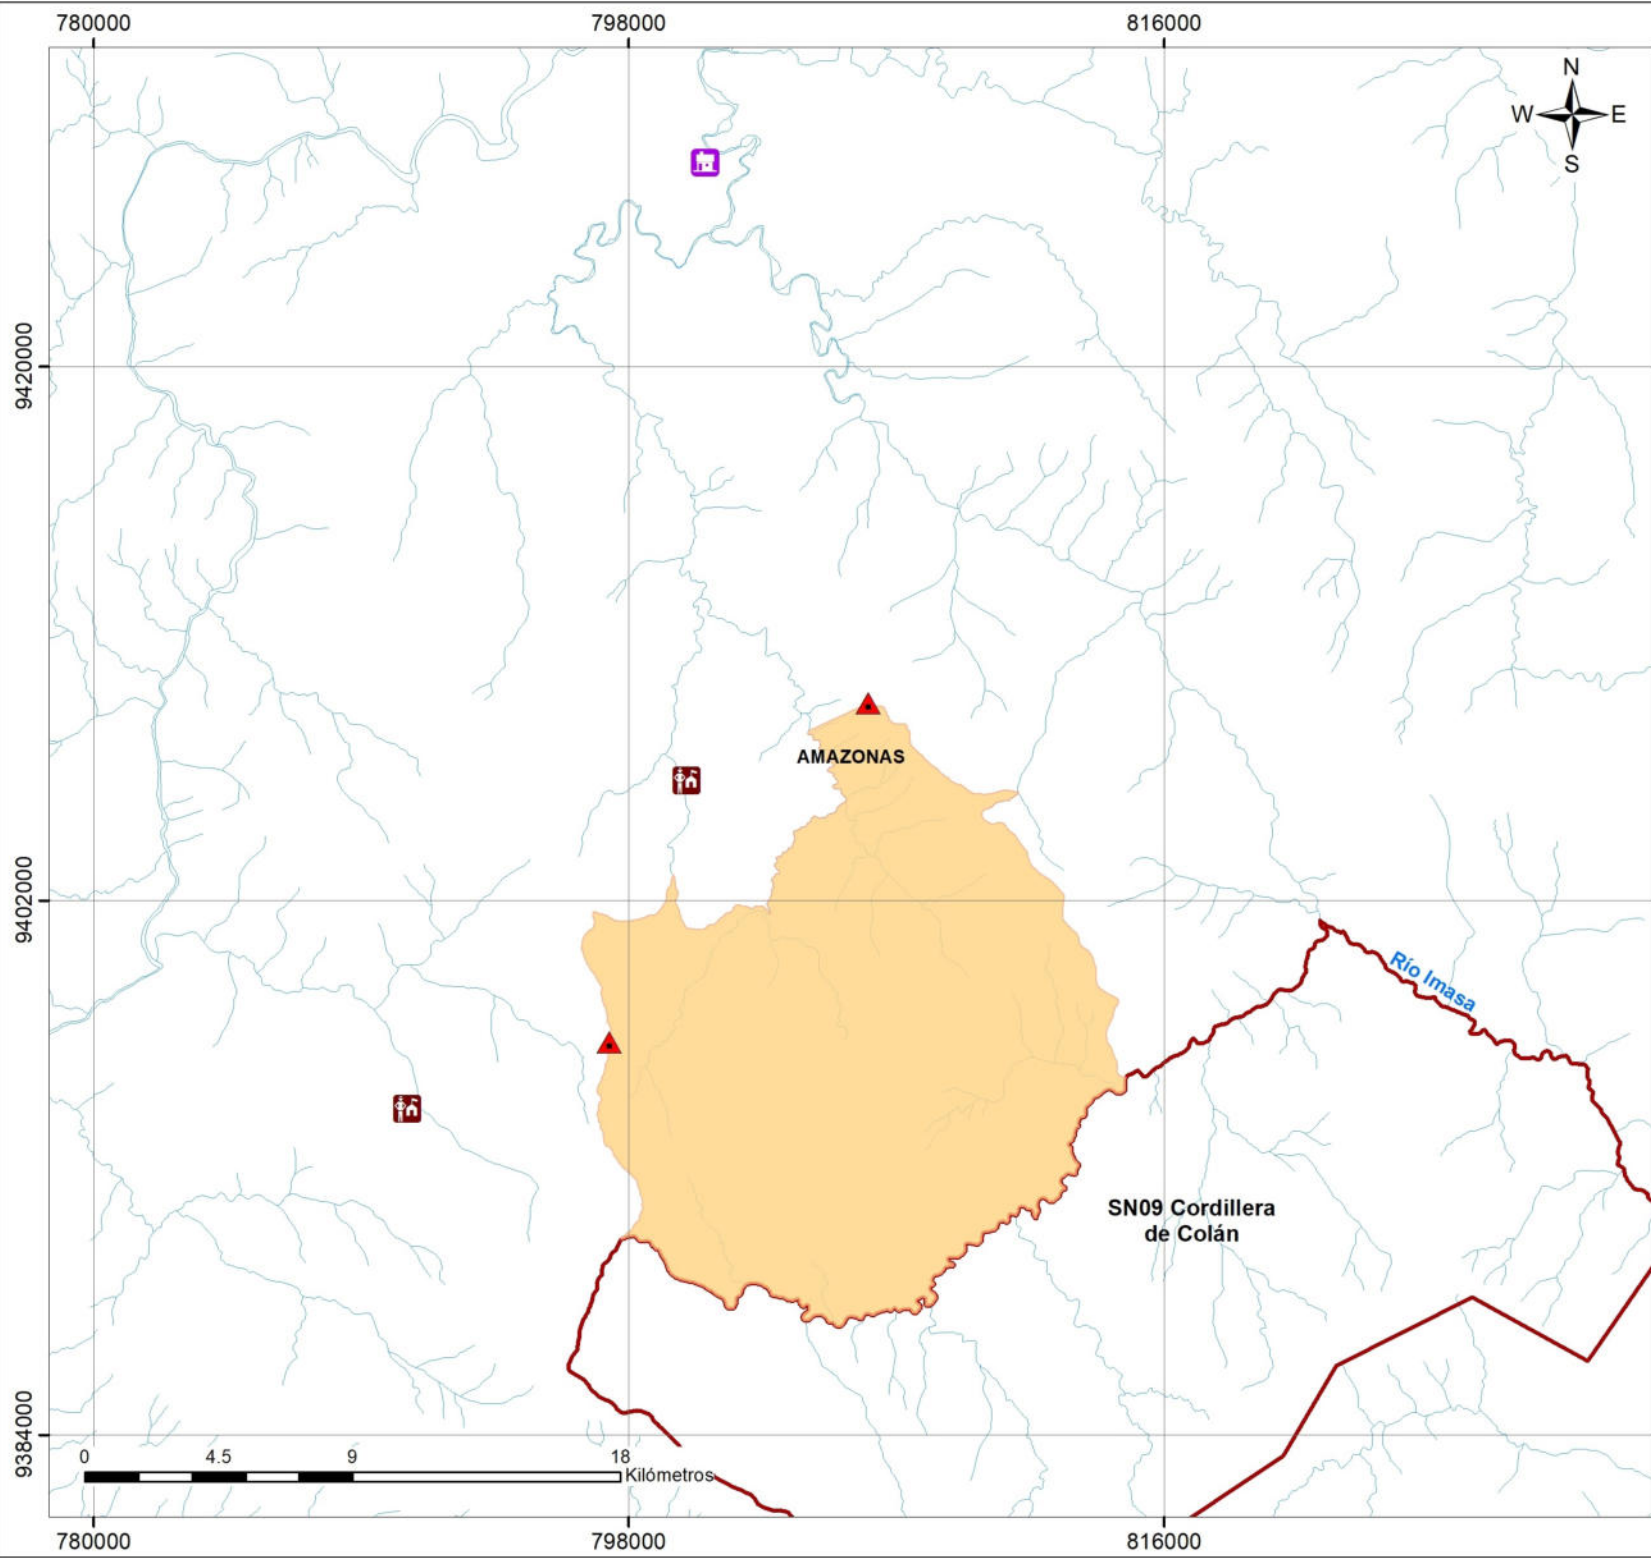 780000 798000 816000
N
W E
S
9420000
AMAZONAS
9402000
Río Imasa
SN09 Cordillera
de Colán
9384000
0 4.5 9 18
Kilómetros
780000 798000 816000